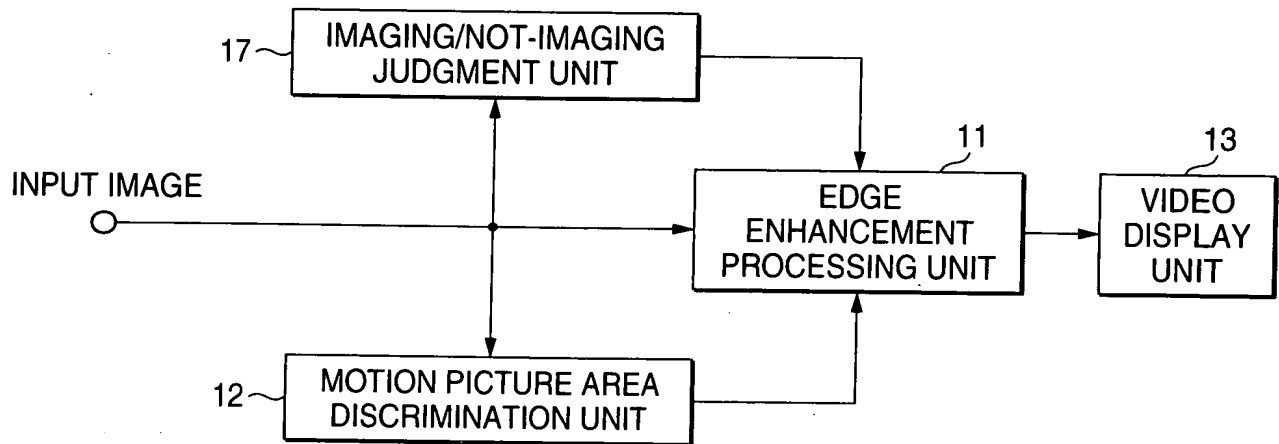 IMAGING/NOT-IMAGING
JUDGMENT UNIT
17
11
13
INPUT IMAGE
EDGE
ENHANCEMENT
PROCESSING UNIT
VIDEO
DISPLAY
UNIT
12
MOTION PICTURE AREA
DISCRIMINATION UNIT